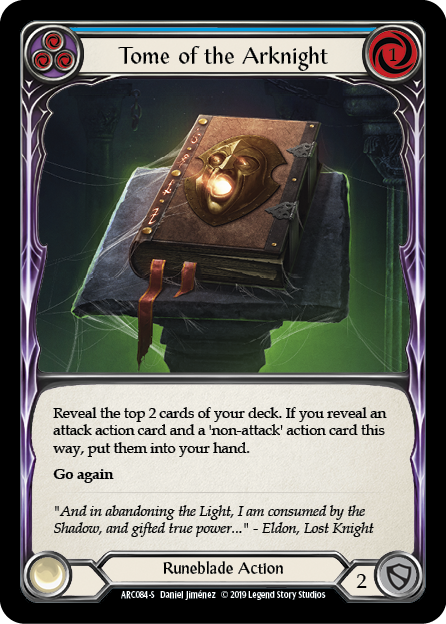 Tome of the Arknight
1
Reveal the top 2 cards of your deck. If you reveal an
attack action card and a 'non-attack' action card this
way, put them into your hand.
Go again
"And in abandoning the Light, I am consumed by the
Shadow, and gifted true power..." - Eldon, Lost Knight
Runeblade Action
2
ARC084-S Daniel Jiménez © 2019 Legend Story Studios